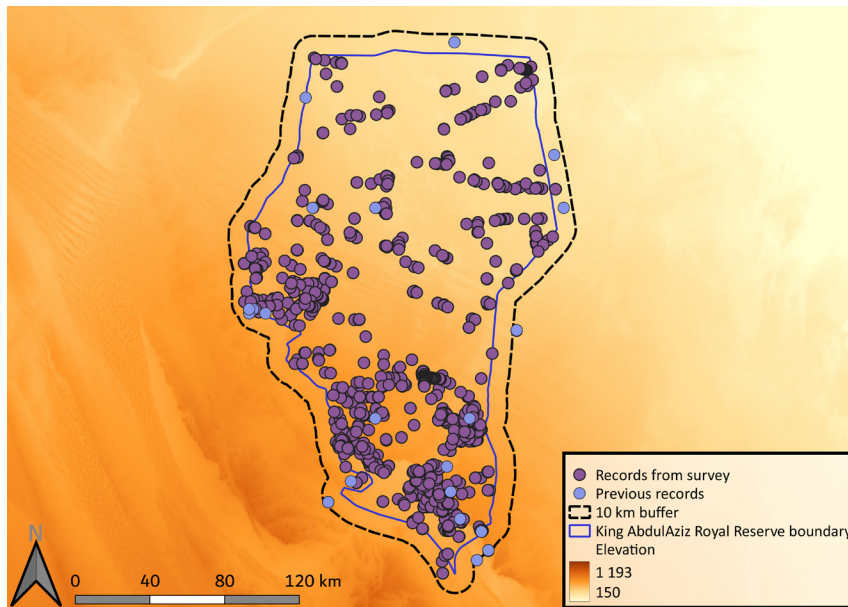 Records from survey
Previous records
10 km buffer
King AbdulAziz Royal Reserve boundary
Elevation
1 193
150
N
0 40 80 120 km